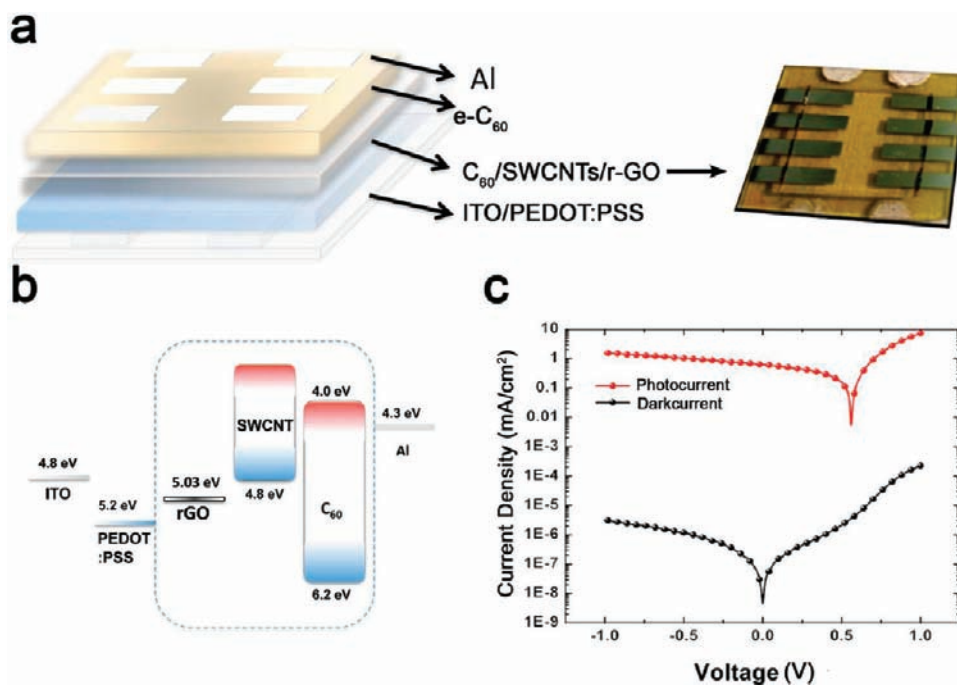 a
Al
e-C60
C60/SWCNTs/r-GO
ITO/PEDOT:PSS
b
4.8 eV
ITO
5.2 eV
PEDOT
:PSS
5.03 eV
rGO
SWCNT
4.8 eV
4.0 eV
C60
6.2 eV
4.3 eV
Al
c
Current Density (mA/cm²)
10
1
0.1
0.01
1E-3
1E-4
1E-5
1E-6
1E-7
1E-8
1E-9
Photocurrent
Darkcurrent
-1.0 -0.5 0.0 0.5 1.0
Voltage (V)